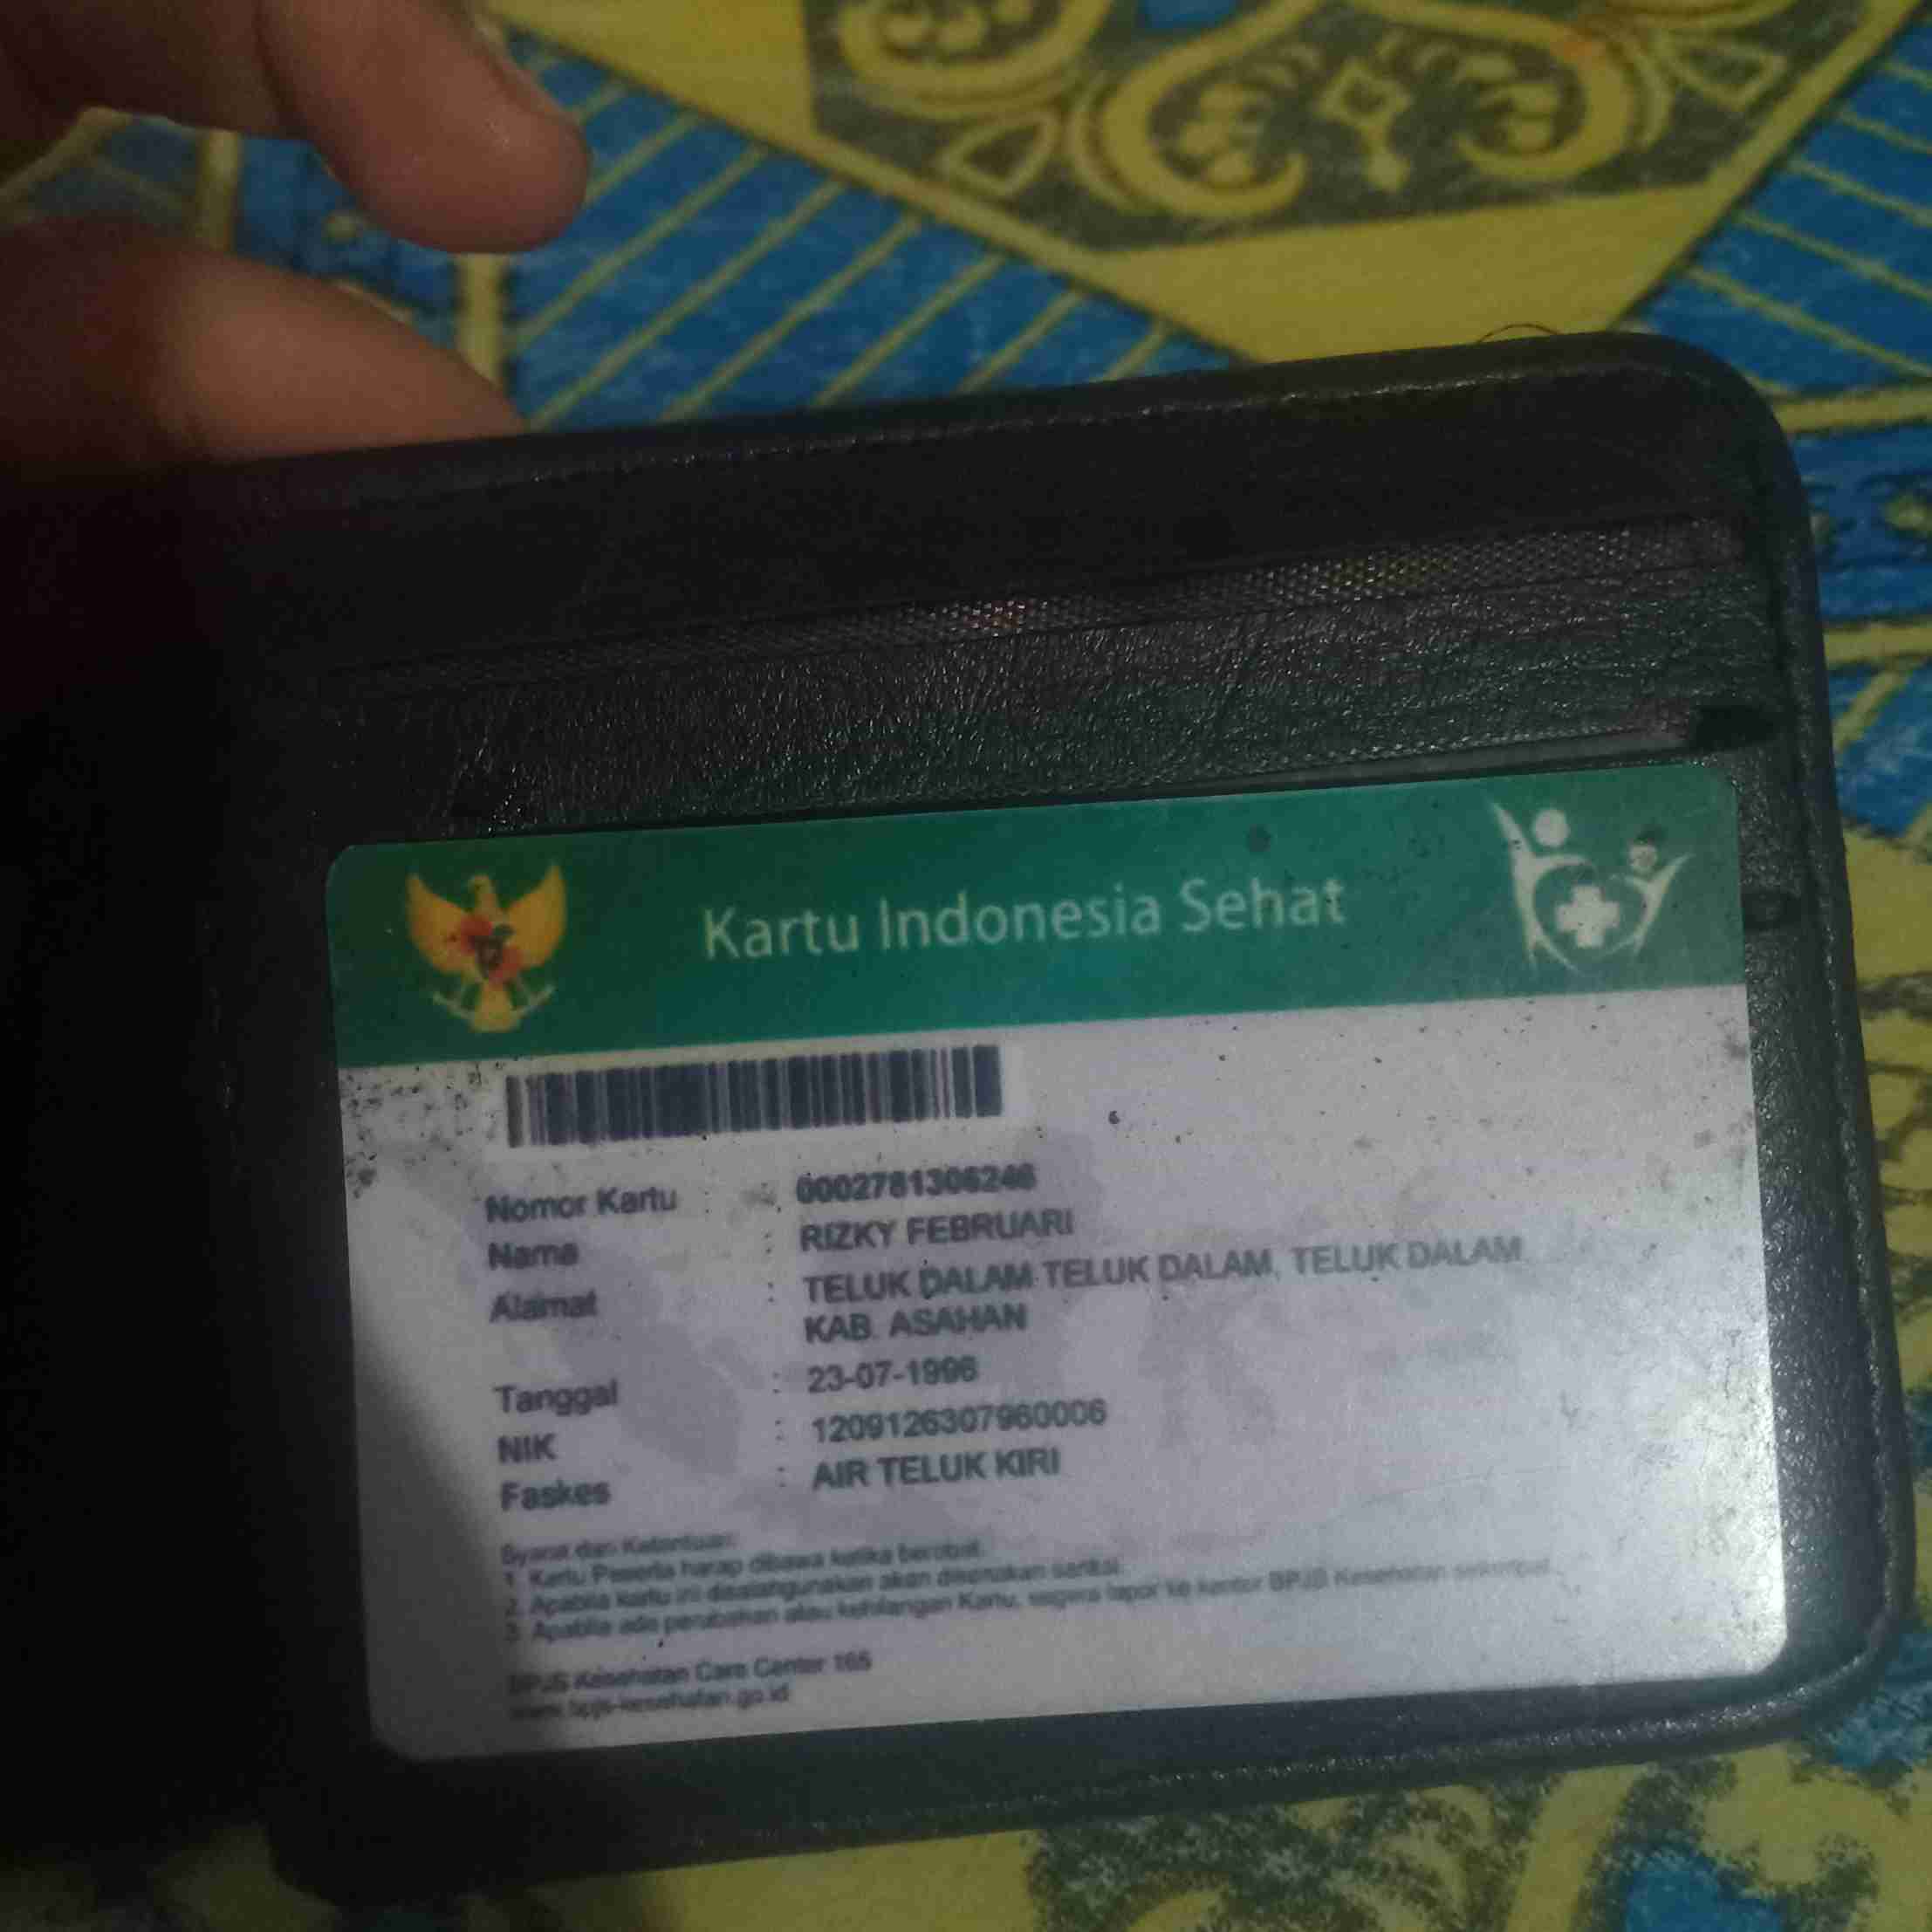 Kartu Indonesia Sehat
Nomor Kartu : 0002781306246
Nama : RIZKY FEBRUARI
Alamat : TELUK DALAM TELUK DALAM, TELUK DALAM
KAB. ASAHAN
Tanggal : 23-07-1996
NIK : 1209126307960006
Faskes : AIR TELUK KIRI
Syarat dan Ketentuan:
1. Kartu Peserta harap dibawa ketika berobat.
2. Apabila kartu ini disalahgunakan akan dikenakan sanksi.
3. Apabila ada perubahan atau kehilangan Kartu, segera lapor ke kantor BPJS Kesehatan setempat.
BPJS Kesehatan Care Center 165
www.bpjs-kesehatan.go.id